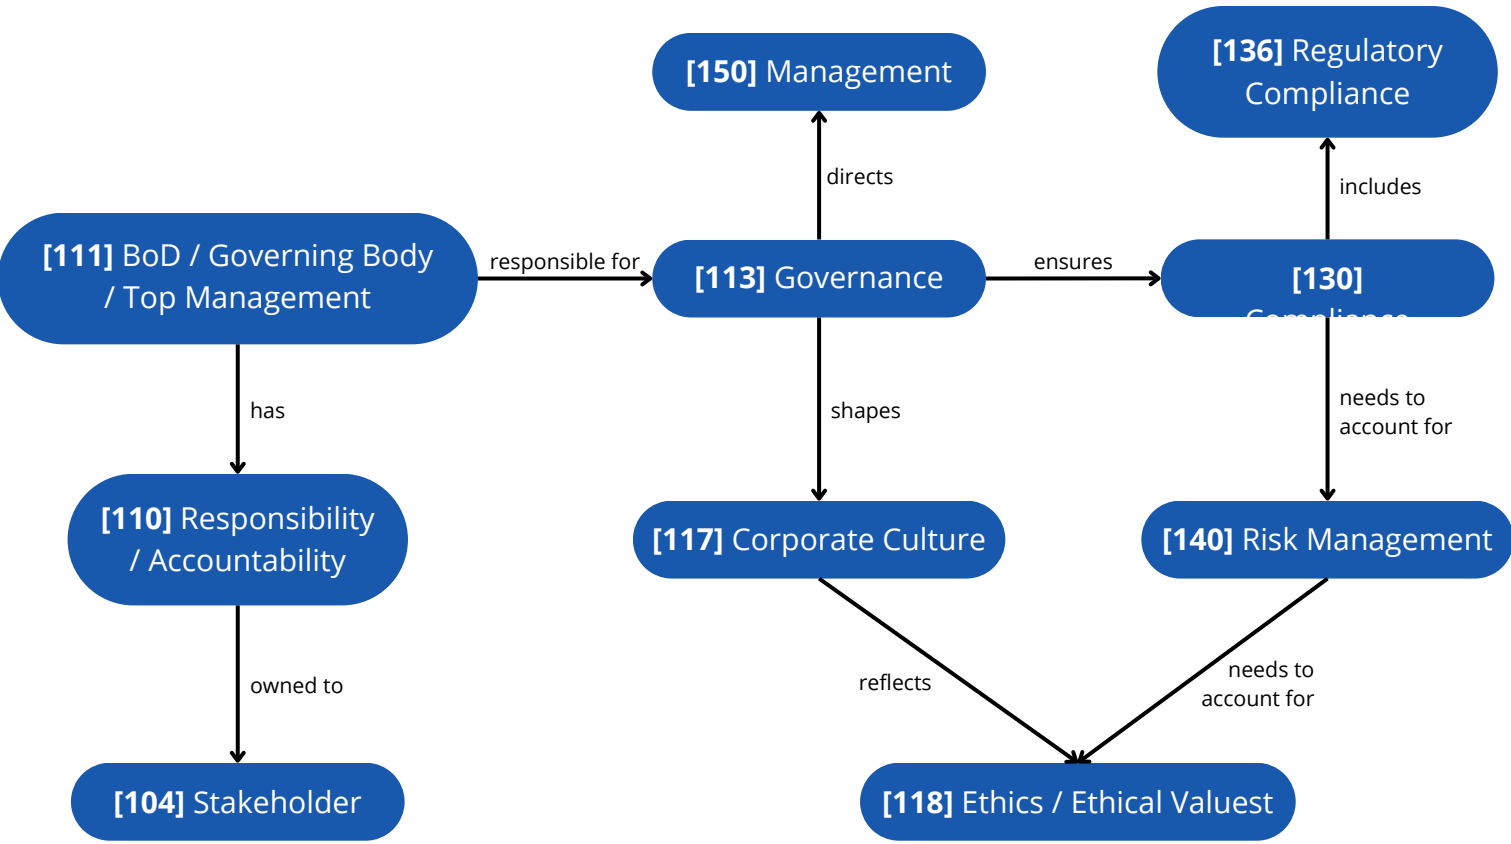 [150] Management
[136] Regulatory
Compliance
directs
includes
[111] BoD / Governing Body
/ Top Management
responsible for
[113] Governance
ensures
[130]
Compliance
has
shapes
needs to
account for
[110] Responsibility
/ Accountability
[117] Corporate Culture
[140] Risk Management
owned to
reflects
needs to
account for
[104] Stakeholder
[118] Ethics / Ethical Valuest